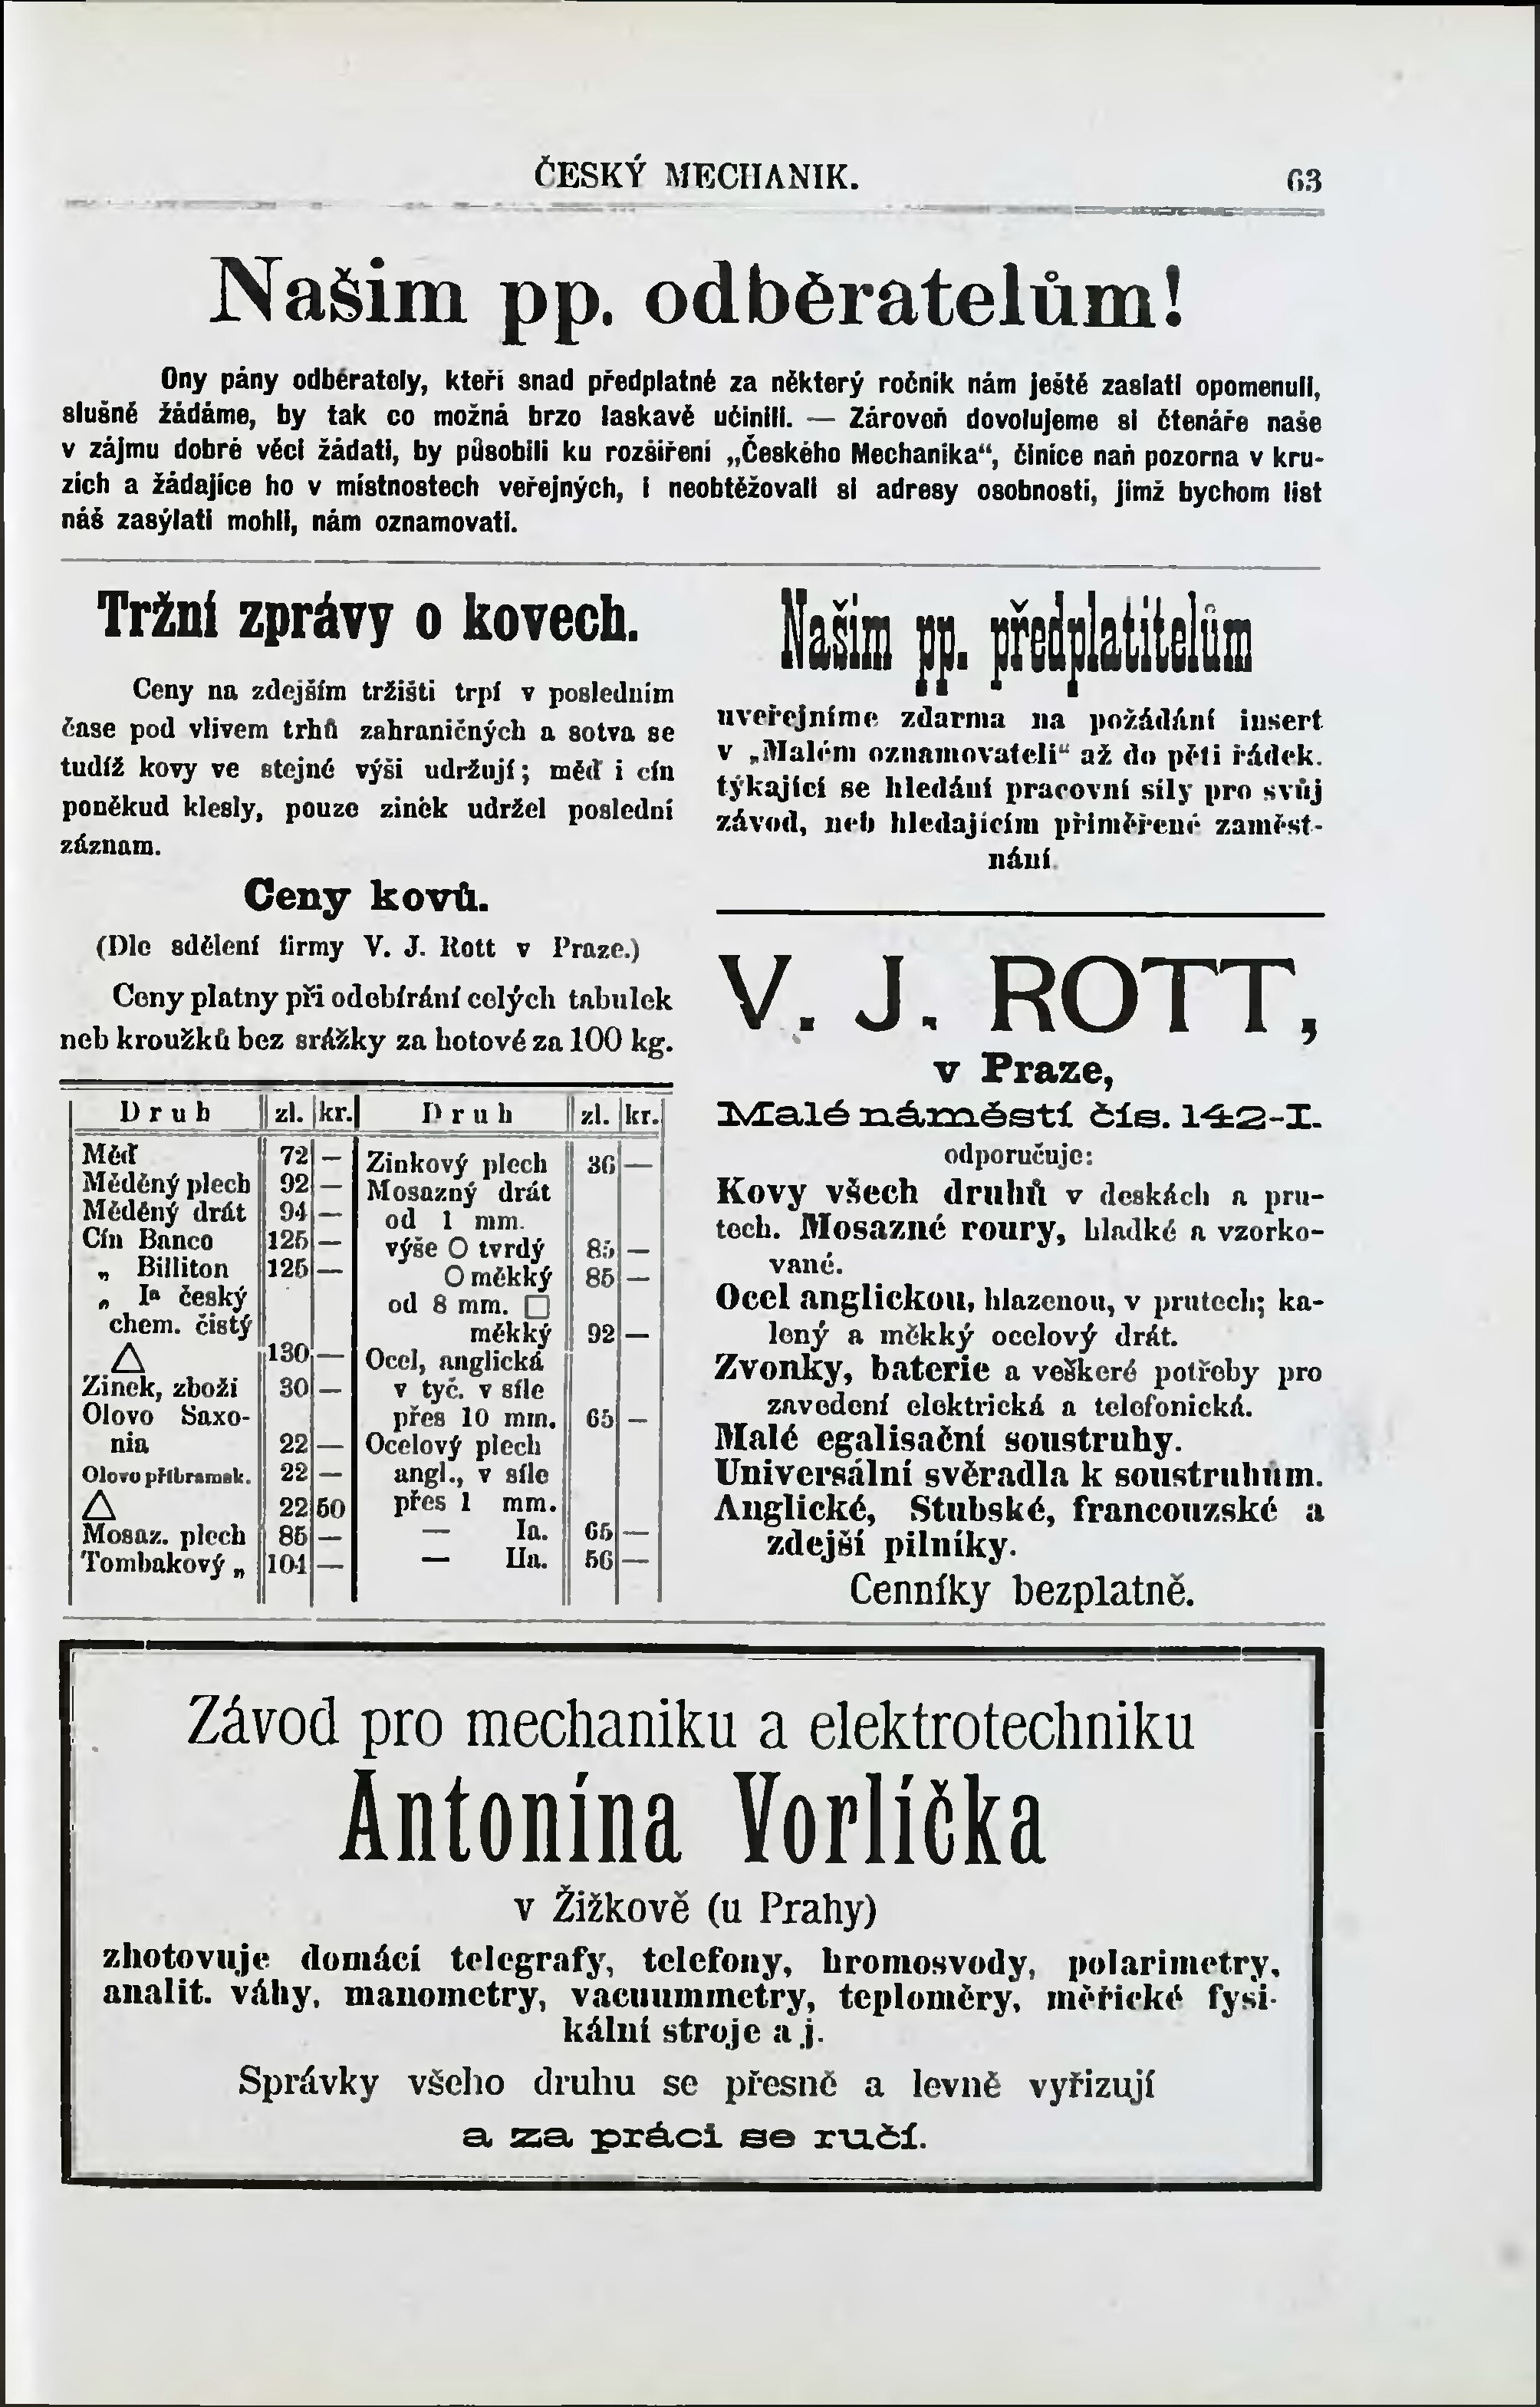 ČESKÝ MECHANIK.
63
Našim pp. odběratelům!
Ony pány odběrately, kteří snad předplatné za některý ročník nám ještě zaslati opomenuli,
slušně žádáme, by tak co možná brzo laskavě učinili. — Zároveň dovolujeme si čtenáře naše
v zájmu dobré věci žádati, by působili ku rozšíření „Českého Mechanika“, činíce naň pozorna v kru-
zích a žádajíce ho v místnostech veřejných, i neobtěžovali si adresy osobností, jimž bychom list
náš zasýlati mohli, nám oznamovati.
Tržní zprávy o kovech.
Ceny na zdejším tržišti trpí v posledním
čase pod vlivem trhů zahraničných a sotva se
tudíž kovy ve stejné výši udržují; měď i cín
poněkud klesly, pouze zinek udržel poslední
záznam.
Ceny kovů.
(Dle sdělení firmy V. J. Rott v Praze.)
Ceny platny při odebírání celých tabulek
neb kroužků bez srážky za hotové za 100 kg.
Druh zl. kr.
Měď 72 —
Měděný plech 92 —
Měděný drát 94 —
Cín Banco 125 —
„ Billiton 125 —
„ Iª český
chem. čistý
△ 130 —
Zinek, zboží 30 —
Olovo Saxo-
nia 22 —
Olovo příbramsk. 22 —
△ 22 50
Mosaz. plech 85 —
Tombakový „ 104 —
Druh zl. kr.
Zinkový plech 36 —
Mosazný drát
od 1 mm.
výše O tvrdý 85 —
O měkký 85 —
od 8 mm. □
měkký 92 —
Ocel, anglická
v tyč. v síle
přes 10 mm. 65 —
Ocelový plech
angl., v síle
přes 1 mm.
— Ia. 65 —
— IIa. 56 —
Našim pp. předplatitelům
uveřejníme zdarma na požádání insert
v „Malém oznamovateli“ až do pěti řádek.
týkající se hledání pracovní síly pro svůj
závod, neb hledajícím přiměřené zaměst-
nání.
V. J. ROTT,
v Praze,
Malé náměstí čís. 142-I.
odporučuje:
Kovy všech druhů v deskách a pru-
tech. Mosazné roury, hladké a vzorko-
vané.
Ocel anglickou, hlazenou, v prutech; ka-
lený a měkký ocelový drát.
Zvonky, baterie a veškeré potřeby pro
zavedení elektrická a telefonická.
Malé egalisační soustruhy.
Universální svěradla k soustruhům.
Anglické, Stubské, francouzské a
zdejší pilníky.
Cenníky bezplatně.
Závod pro mechaniku a elektrotechniku
Antonína Vorlíčka
v Žižkově (u Prahy)
zhotovuje domácí telegrafy, telefony, hromosvody, polarimetry,
analit. váhy, manometry, vacuummetry, teploměry, měřické fysi-
kální stroje a j.
Správky všeho druhu se přesně a levně vyřizují
a za práci se ručí.